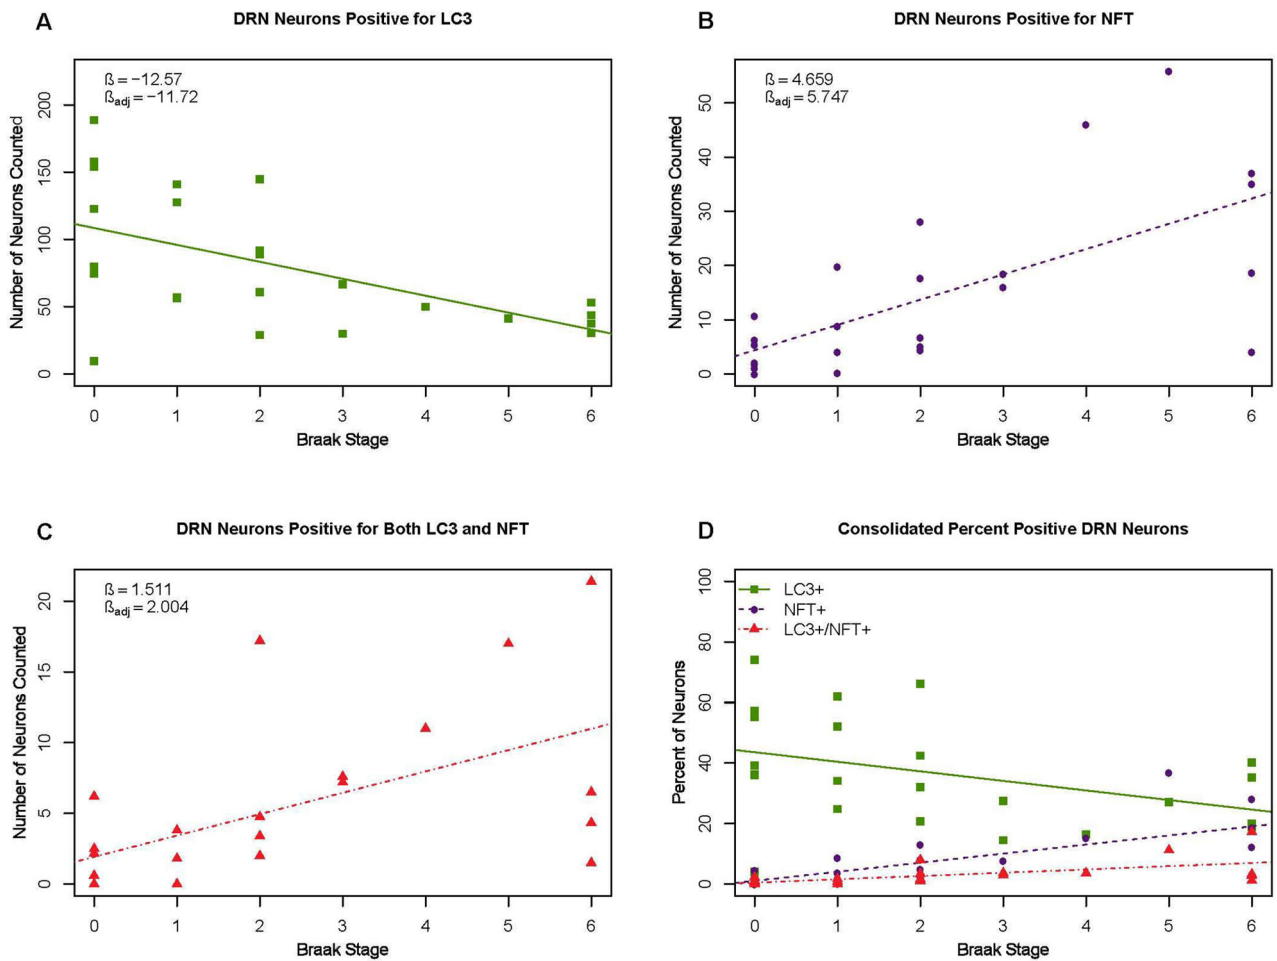 A
DRN Neurons Positive for LC3
ß = −12.57
ßadj = −11.72
Number of Neurons Counted
200
150
100
50
0
0 1 2 3 4 5 6
Braak Stage
B
DRN Neurons Positive for NFT
ß = 4.659
ßadj = 5.747
Number of Neurons Counted
50
40
30
20
10
0
0 1 2 3 4 5 6
Braak Stage
C
DRN Neurons Positive for Both LC3 and NFT
ß = 1.511
ßadj = 2.004
Number of Neurons Counted
20
15
10
5
0
0 1 2 3 4 5 6
Braak Stage
D
Consolidated Percent Positive DRN Neurons
LC3+
NFT+
LC3+/NFT+
Percent of Neurons
100
80
60
40
20
0
0 1 2 3 4 5 6
Braak Stage